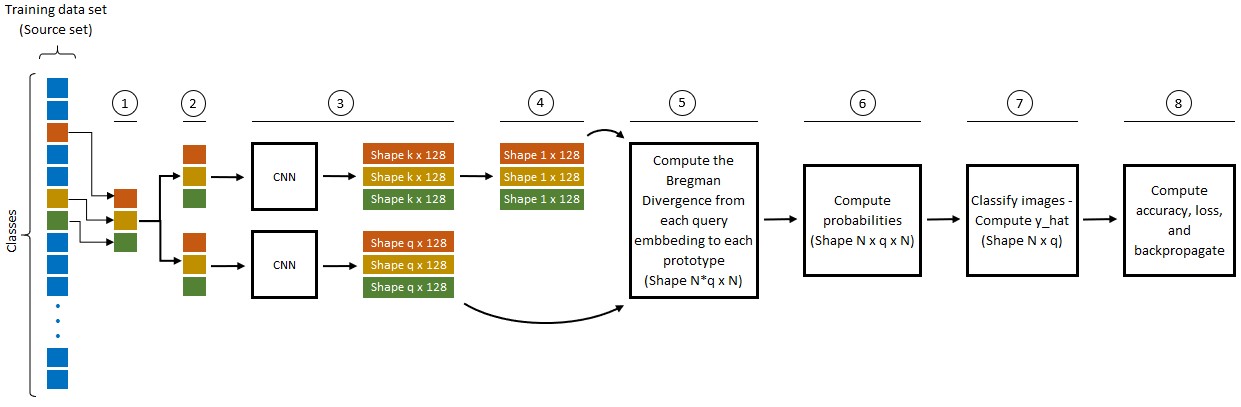 Training data set
(Source set)
Classes
1
2
3
4
5
6
7
8
CNN
Shape k x 128
Shape k x 128
Shape k x 128
Shape 1 x 128
Shape 1 x 128
Shape 1 x 128
CNN
Shape q x 128
Shape q x 128
Shape q x 128
Compute the
Bregman
Divergence from
each query
embbeding to each
prototype
(Shape N*q x N)
Compute
probabilities
(Shape N x q x N)
Classify images -
Compute y_hat
(Shape N x q)
Compute
accuracy, loss,
and
backpropagate